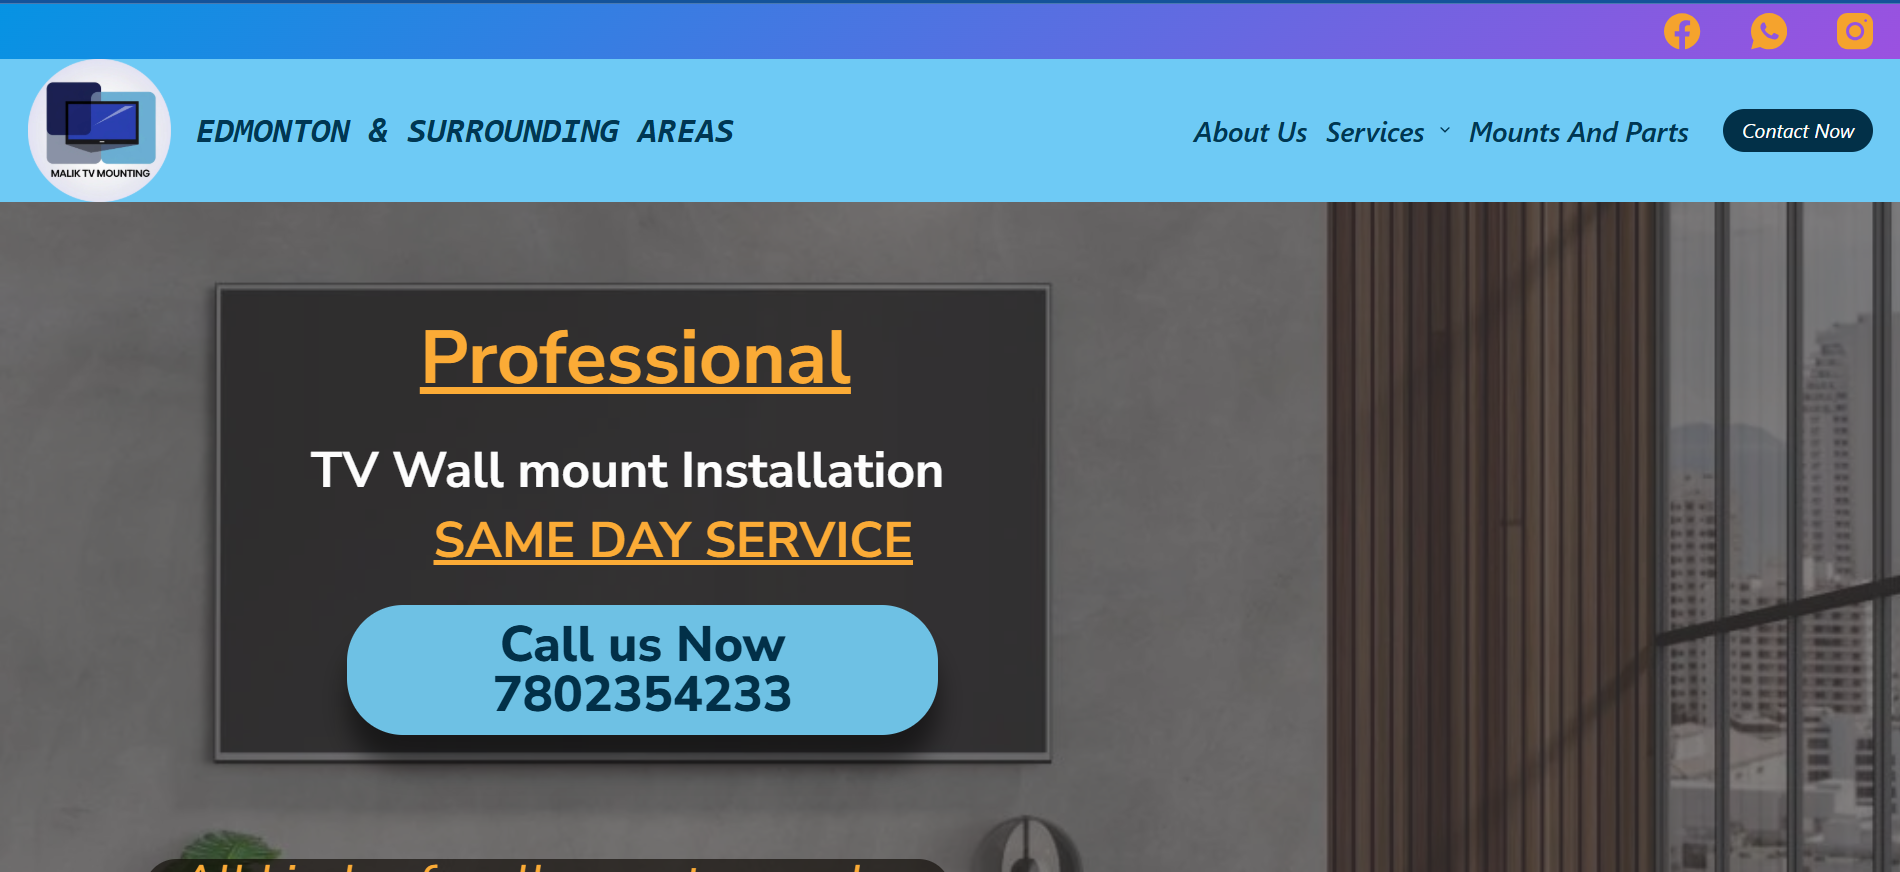 MALIK TV MOUNTING
EDMONTON & SURROUNDING AREAS
About Us Services Mounts And Parts Contact Now
Professional
TV Wall mount Installation
SAME DAY SERVICE
Call us Now
7802354233